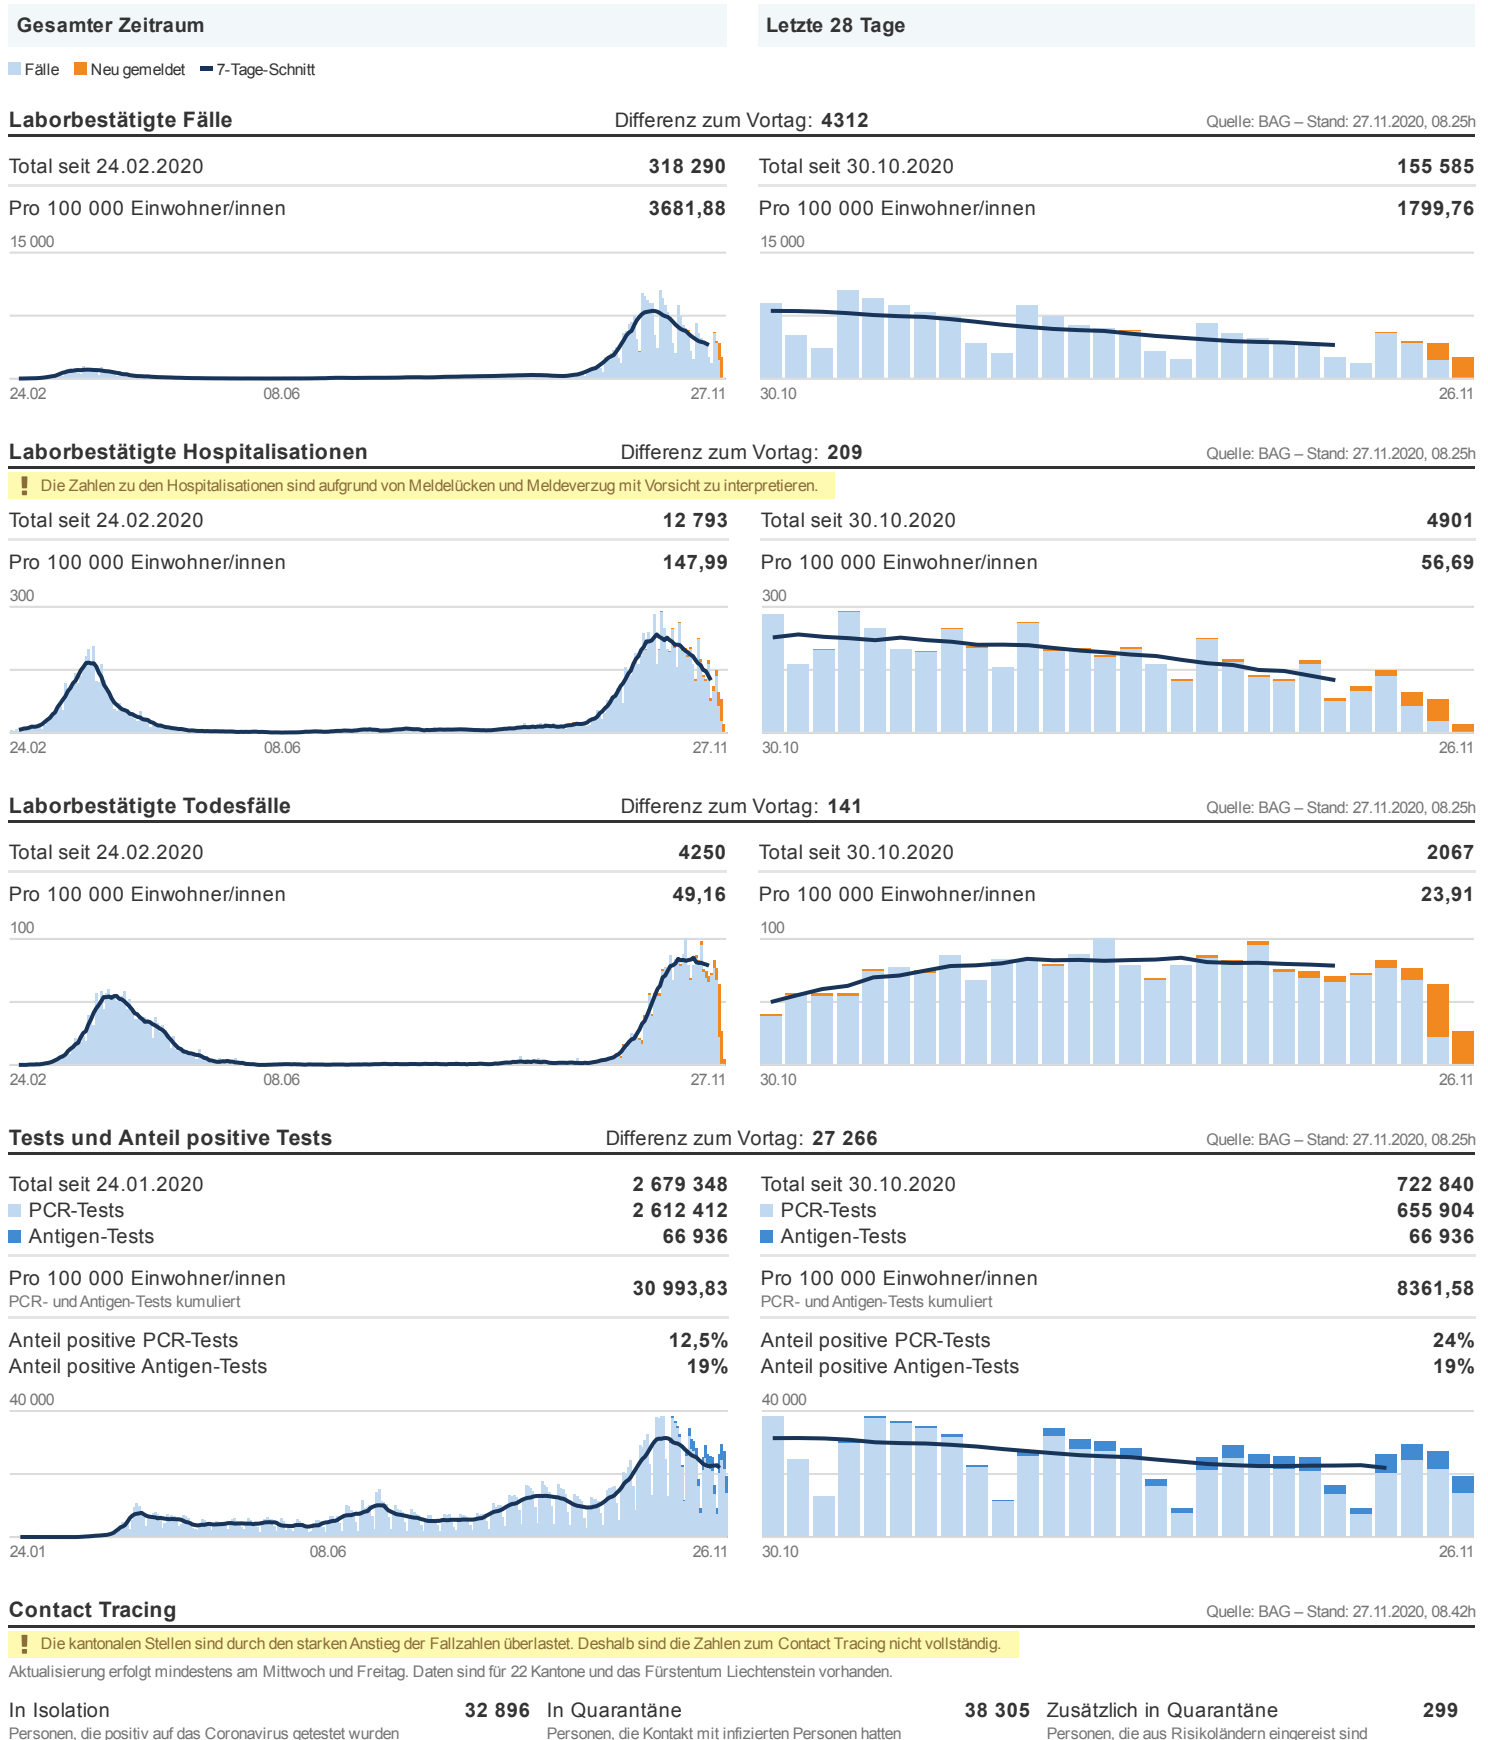 Gesamter Zeitraum
Letzte 28 Tage
Fälle Neu gemeldet 7-Tage-Schnitt
Laborbestätigte Fälle Differenz zum Vortag: 4312 Quelle: BAG – Stand: 27.11.2020, 08.25h
Total seit 24.02.2020 318 290 Total seit 30.10.2020 155 585
Pro 100 000 Einwohner/innen 3681,88 Pro 100 000 Einwohner/innen 1799,76
15 000 15 000
24.02 08.06 27.11 30.10 26.11
Laborbestätigte Hospitalisationen Differenz zum Vortag: 209 Quelle: BAG – Stand: 27.11.2020, 08.25h
! Die Zahlen zu den Hospitalisationen sind aufgrund von Meldelücken und Meldeverzug mit Vorsicht zu interpretieren.
Total seit 24.02.2020 12 793 Total seit 30.10.2020 4901
Pro 100 000 Einwohner/innen 147,99 Pro 100 000 Einwohner/innen 56,69
300 300
24.02 08.06 27.11 30.10 26.11
Laborbestätigte Todesfälle Differenz zum Vortag: 141 Quelle: BAG – Stand: 27.11.2020, 08.25h
Total seit 24.02.2020 4250 Total seit 30.10.2020 2067
Pro 100 000 Einwohner/innen 49,16 Pro 100 000 Einwohner/innen 23,91
100 100
24.02 08.06 27.11 30.10 26.11
Tests und Anteil positive Tests Differenz zum Vortag: 27 266 Quelle: BAG – Stand: 27.11.2020, 08.25h
Total seit 24.01.2020 2 679 348 Total seit 30.10.2020 722 840
PCR-Tests 2 612 412 PCR-Tests 655 904
Antigen-Tests 66 936 Antigen-Tests 66 936
Pro 100 000 Einwohner/innen 30 993,83 Pro 100 000 Einwohner/innen 8361,58
PCR- und Antigen-Tests kumuliert PCR- und Antigen-Tests kumuliert
Anteil positive PCR-Tests 12,5% Anteil positive PCR-Tests 24%
Anteil positive Antigen-Tests 19% Anteil positive Antigen-Tests 19%
40 000 40 000
24.01 08.06 26.11 30.10 26.11
Contact Tracing Quelle: BAG – Stand: 27.11.2020, 08.42h
! Die kantonalen Stellen sind durch den starken Anstieg der Fallzahlen überlastet. Deshalb sind die Zahlen zum Contact Tracing nicht vollständig.
Aktualisierung erfolgt mindestens am Mittwoch und Freitag. Daten sind für 22 Kantone und das Fürstentum Liechtenstein vorhanden.
In Isolation 32 896 In Quarantäne 38 305 Zusätzlich in Quarantäne 299
Personen, die positiv auf das Coronavirus getestet wurden Personen, die Kontakt mit infizierten Personen hatten Personen, die aus Risikoländern eingereist sind